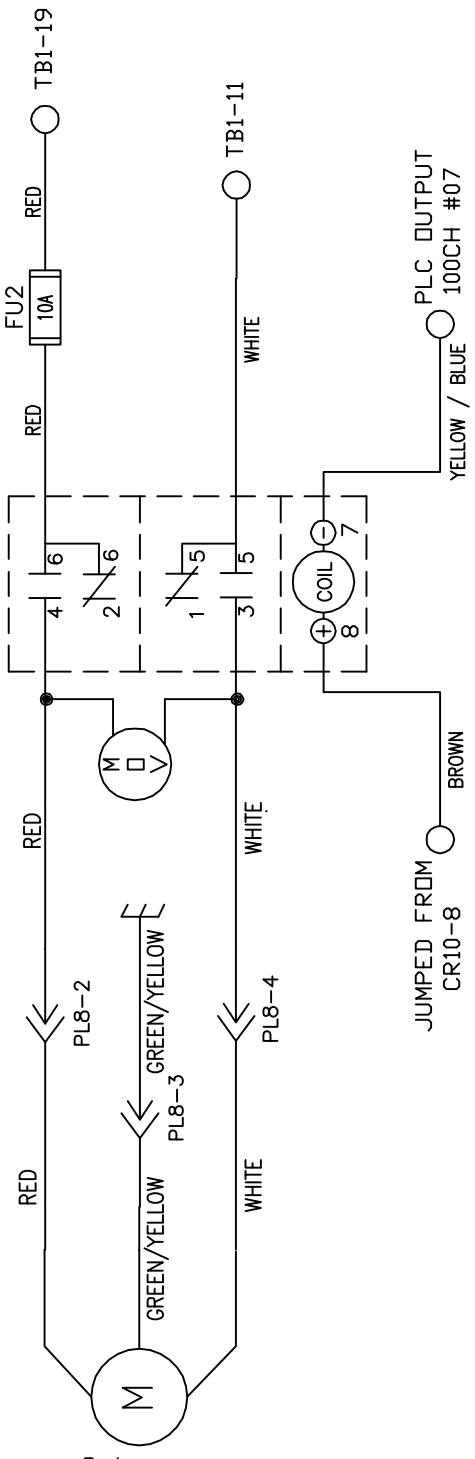 TB1-19
RED
FU2
10A
RED
TB1-11
WHITE
PLC OUTPUT
100CH #07
YELLOW / BLUE
6
4
6
2
5
1
5
3
COIL
-
7
+
8
MOV
RED
WHITE
BROWN
JUMPED FROM
CR10-8
PL8-2
GREEN/YELLOW
PL8-3
PL8-4
RED
GREEN/YELLOW
WHITE
M